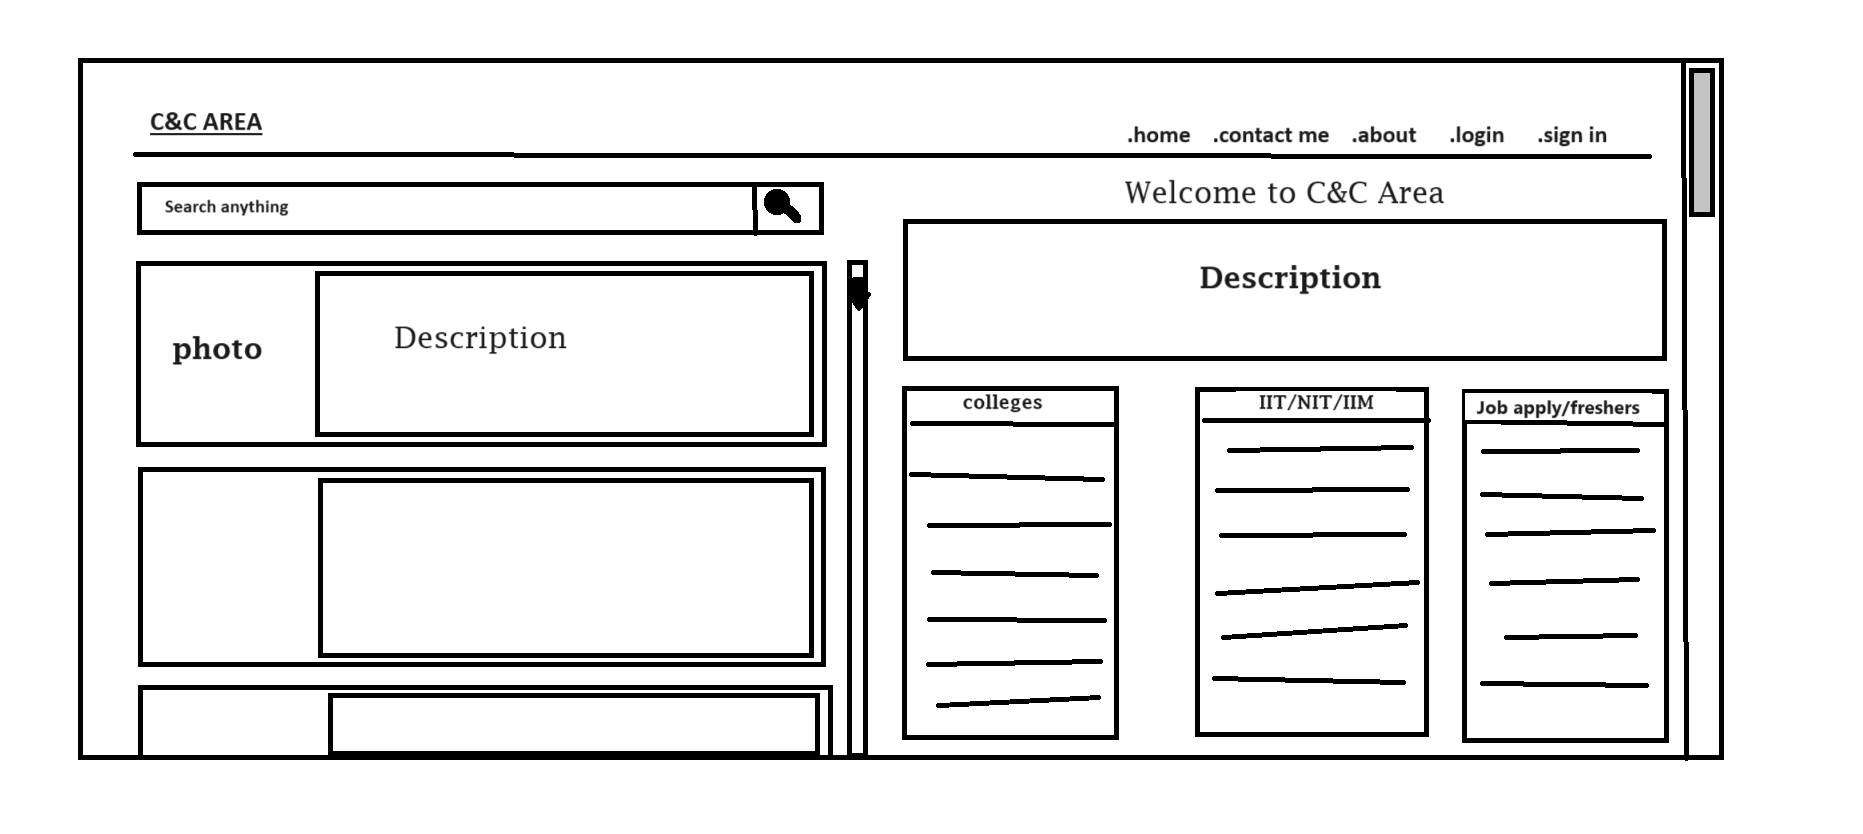 C&C AREA
.home .contact me .about .login .sign in
Search anything
Welcome to C&C Area
Description
photo
Description
colleges
IIT/NIT/IIM
Job apply/freshers